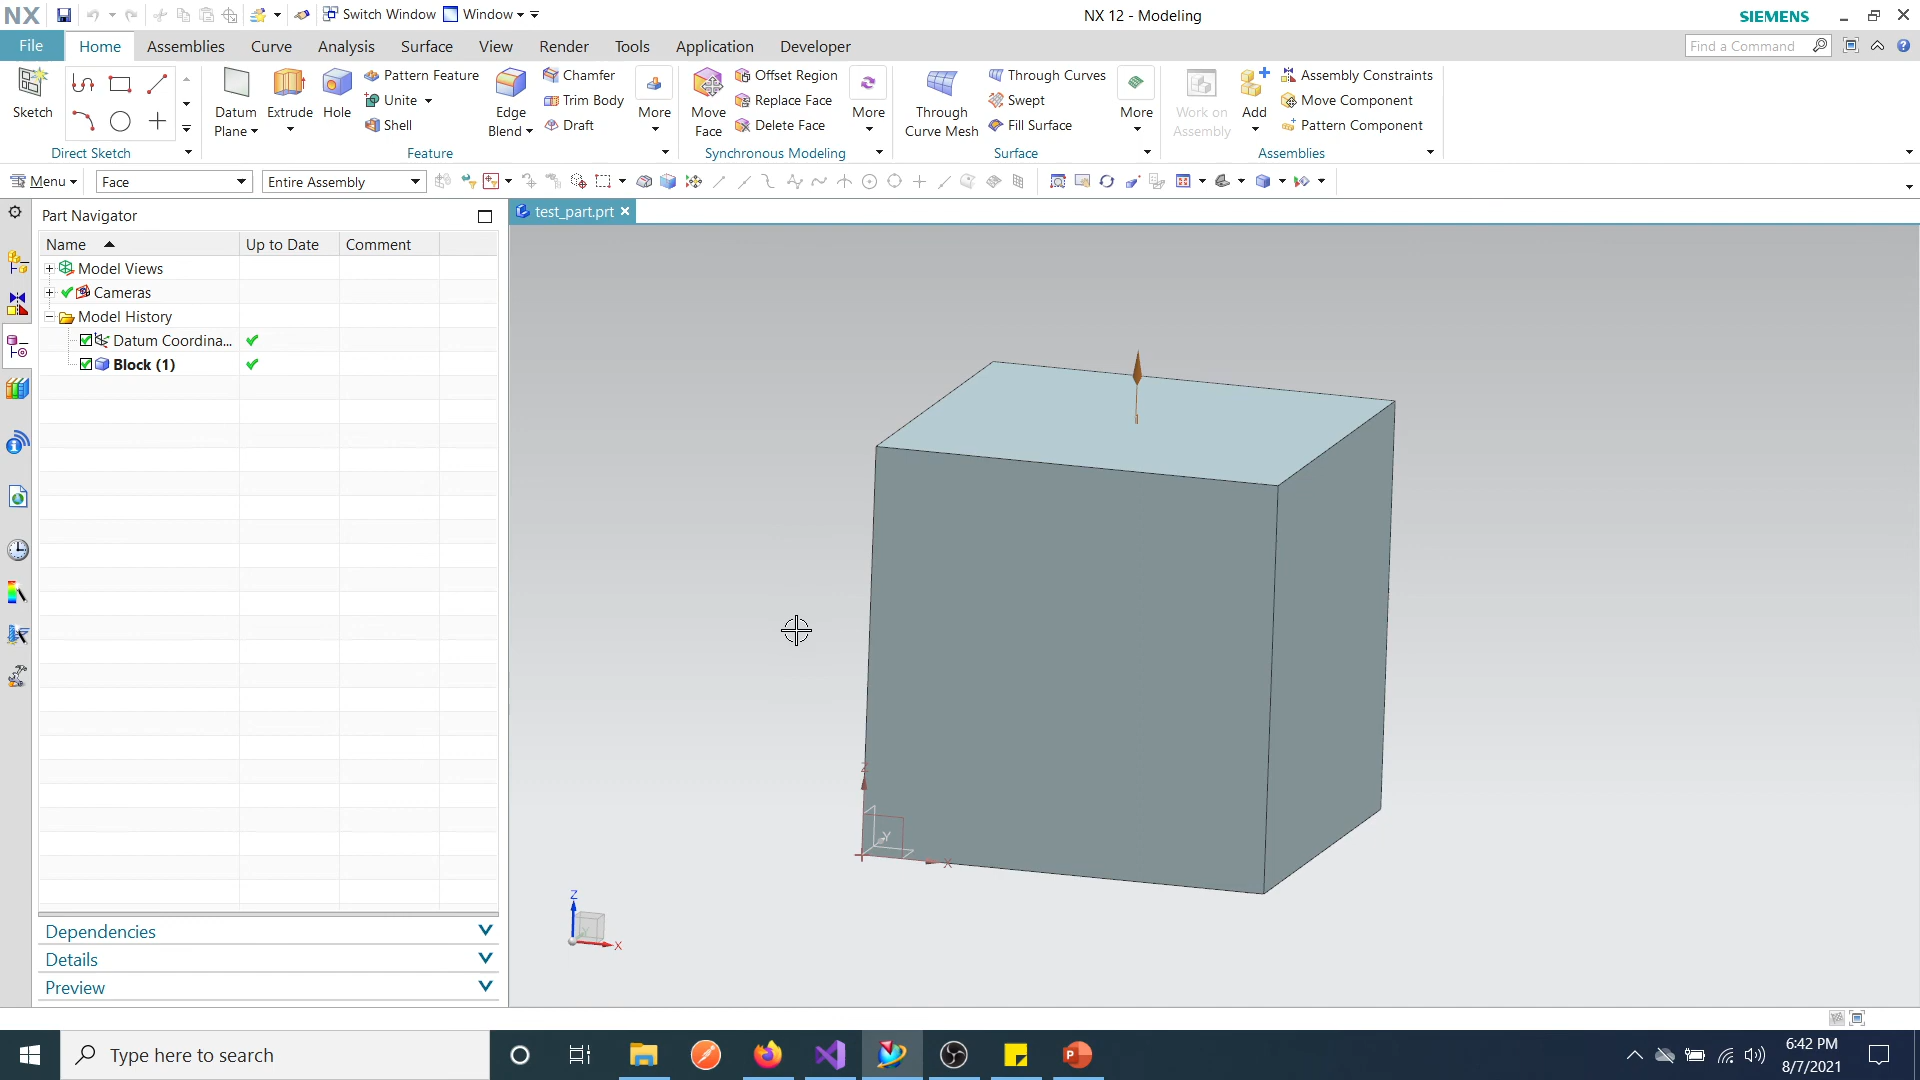 NX
Switch Window
Window
NX 12 - Modeling
SIEMENS
File
Home
Assemblies
Curve
Analysis
Surface
View
Render
Tools
Application
Developer
Find a Command
Sketch
Direct Sketch
Datum
Plane
Extrude
Hole
Pattern Feature
Unite
Shell
Edge
Blend
Chamfer
Trim Body
Draft
More
Feature
Move
Face
Offset Region
Replace Face
Delete Face
More
Synchronous Modeling
Through
Curve Mesh
Through Curves
Swept
Fill Surface
More
Surface
Work on
Assembly
Add
Assembly Constraints
Move Component
Pattern Component
Assemblies
Menu
Face
Entire Assembly
Part Navigator
test_part.prt
Name
Up to Date
Comment
Model Views
Cameras
Model History
Datum Coordina...
Block (1)
Z
Y
X
Z
X
Dependencies
Details
Preview
Type here to search
6:42 PM
8/7/2021